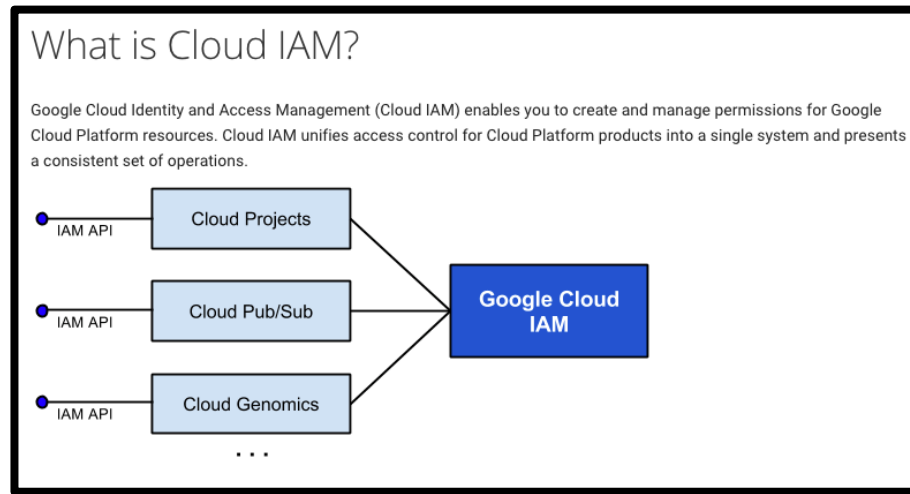 What is Cloud IAM?
Google Cloud Identity and Access Management (Cloud IAM) enables you to create and manage permissions for Google
Cloud Platform resources. Cloud IAM unifies access control for Cloud Platform products into a single system and presents
a consistent set of operations.
Cloud Projects
IAM API
Cloud Pub/Sub
IAM API
Google Cloud
IAM
Cloud Genomics
IAM API
...